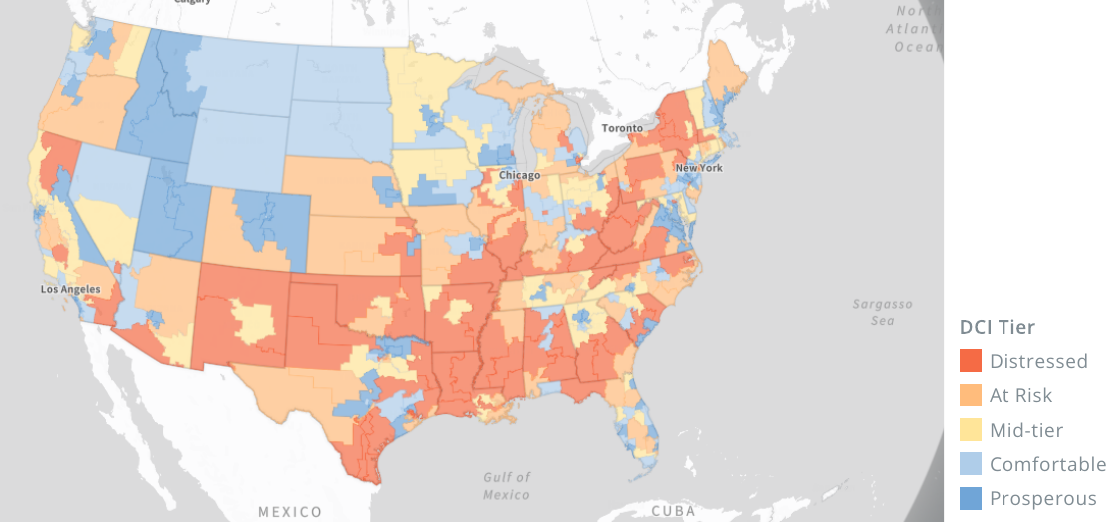 Calgary
North
Atlantic
Ocean
Toronto
New York
Chicago
Los Angeles
Sargasso
Sea
Gulf of
Mexico
MEXICO
CUBA
DCI Tier
Distressed
At Risk
Mid-tier
Comfortable
Prosperous